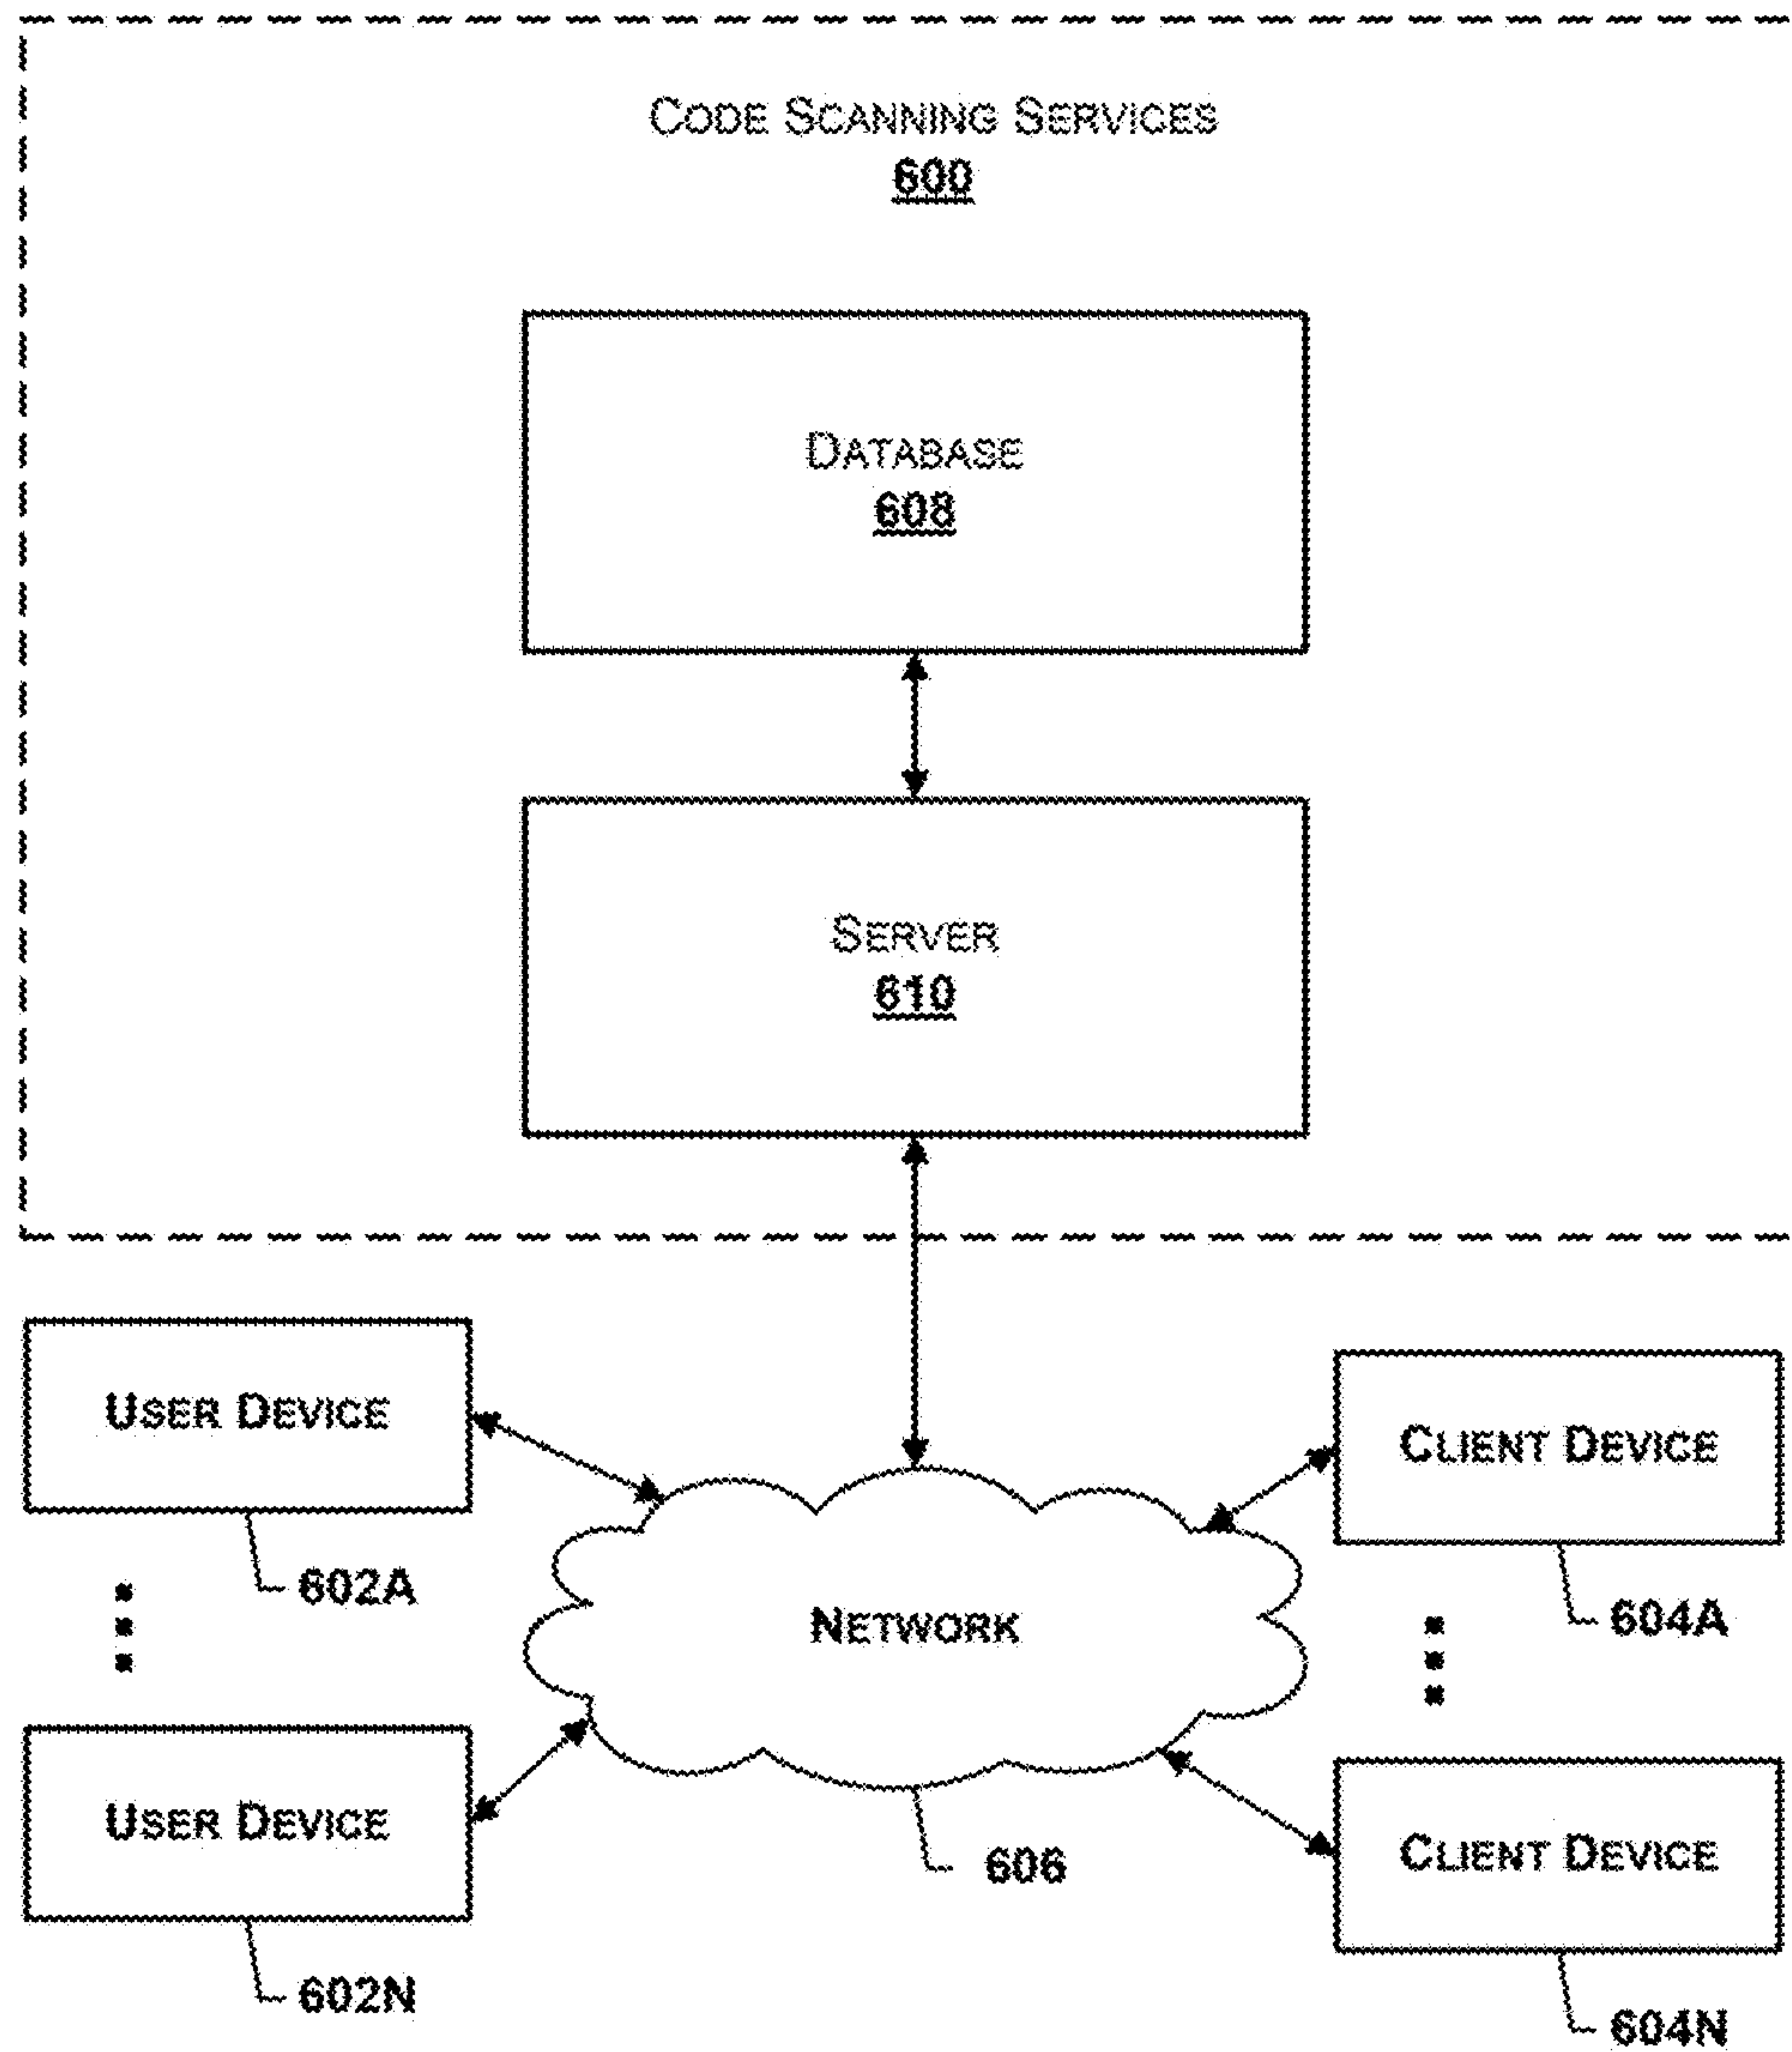 CODE SCANNING SERVICES
600
DATABASE
608
SERVER
610
USER DEVICE
602A
CLIENT DEVICE
604A
NETWORK
606
USER DEVICE
602N
CLIENT DEVICE
604N